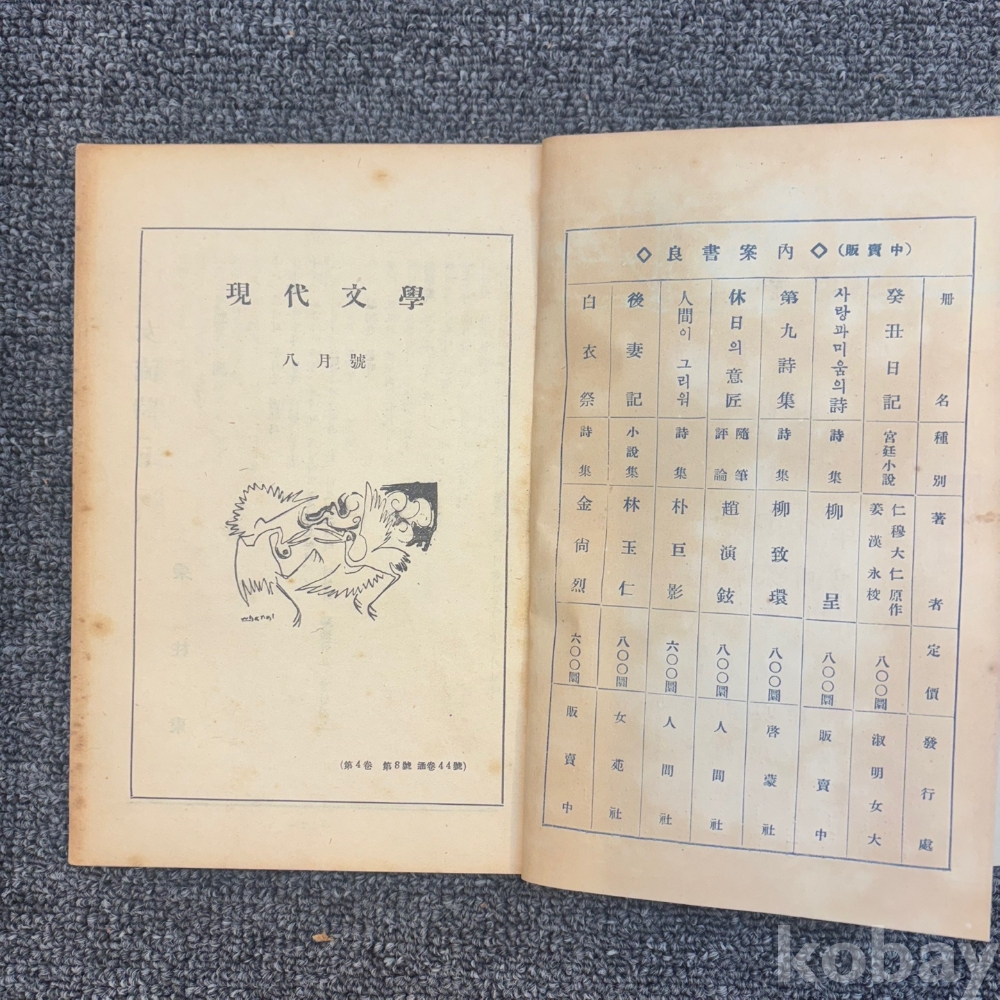 現代文學
八月號
(第4卷 第8號 通卷44號)
◇良書案內◇(販賣中)
册名 種別 著者 定價 發行處
癸丑日記 宮廷小說 仁穆大仁原作 姜漢永校 八〇〇圜 淑明女大
사랑과미움의詩 詩集 柳呈 八〇〇圜 販賣中
第九詩集 詩集 柳致環 八〇〇圜 啓蒙社
休日의意匠 隨筆評論 趙演鉉 八〇〇圜 人間社
人間이그리워 詩集 朴巨影 六〇〇圜 人間社
後妻記 小說集 林玉仁 八〇〇圜 女苑社
白衣祭 詩集 金尙烈 六〇〇圜 販賣中
kobay